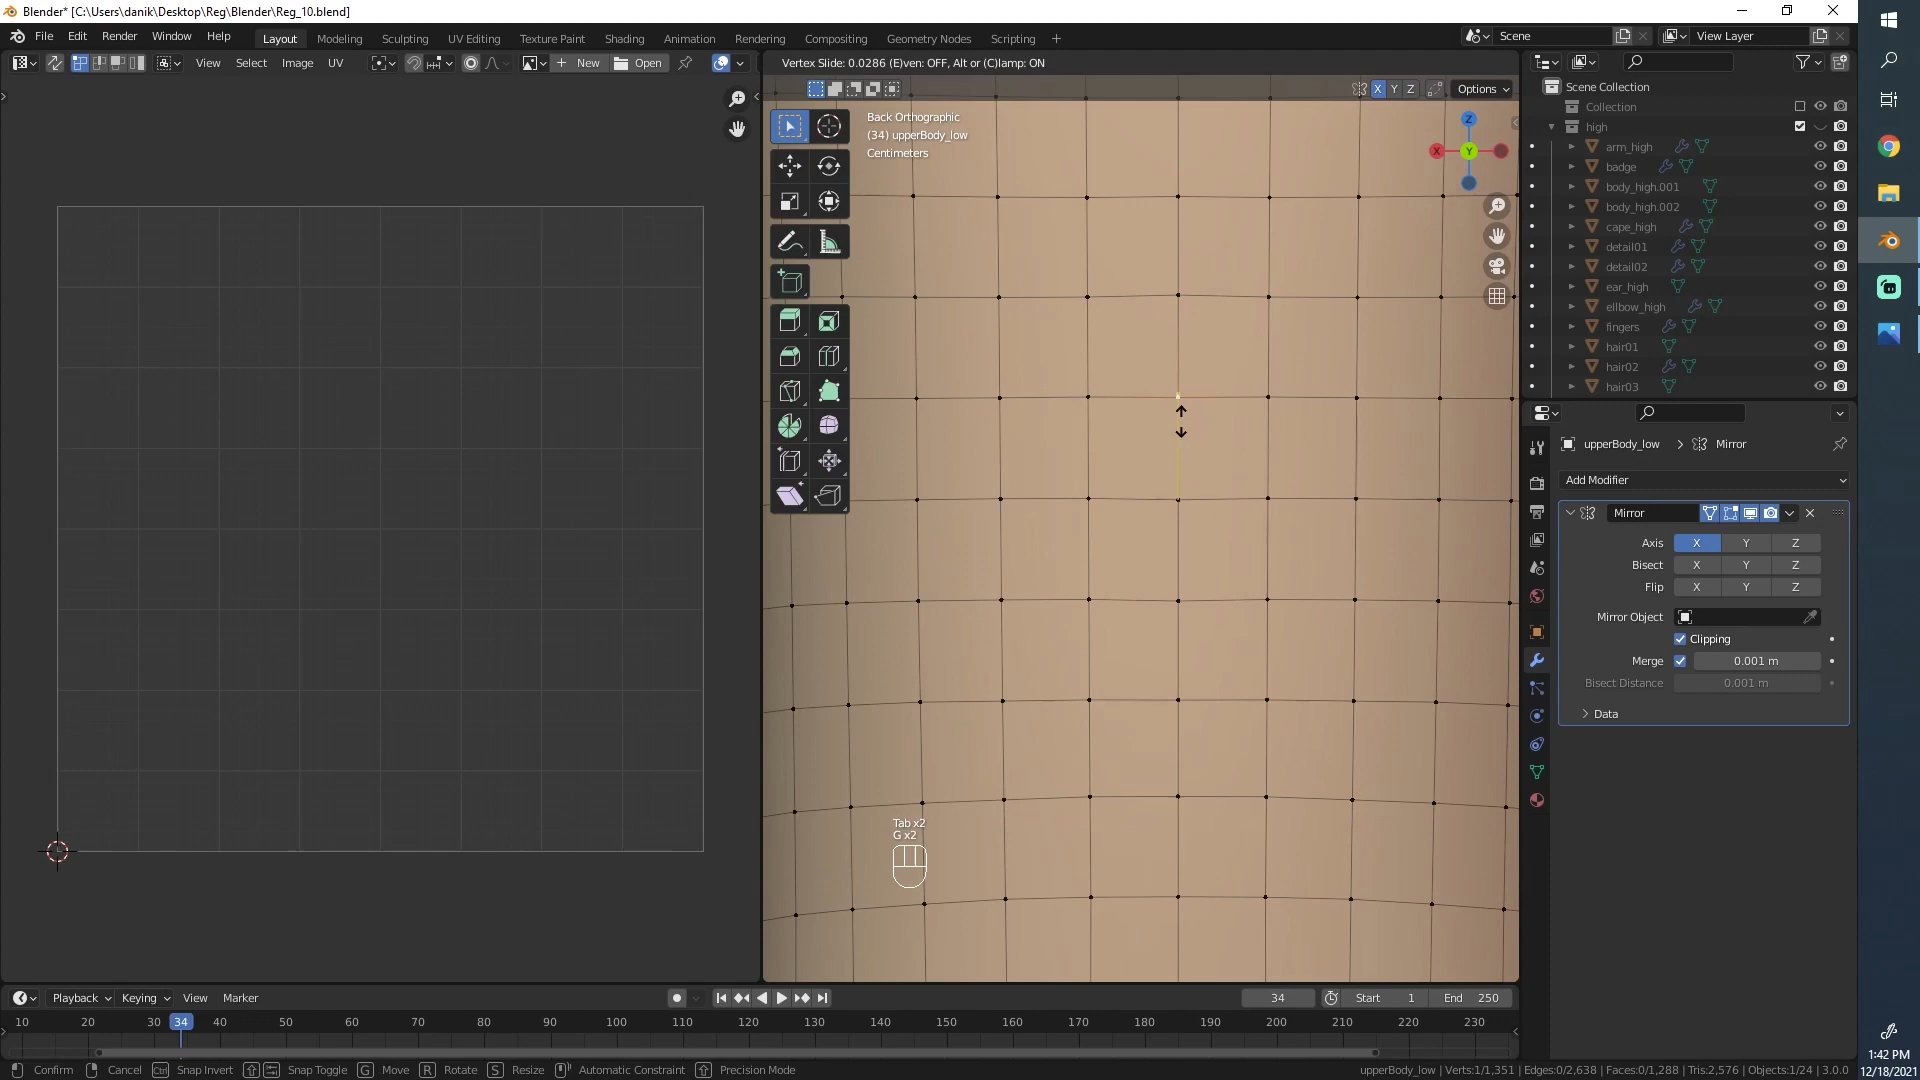 Blender* [C:\Users\danik\Desktop\Reg\Blender\Reg_10.blend]
File Edit Render Window Help Layout Modeling Sculpting UV Editing Texture Paint Shading Animation Rendering Compositing Geometry Nodes Scripting +
Scene View Layer
View Select Image UV New Open
Vertex Slide: 0.0286 (E)ven: OFF, Alt or (C)lamp: ON
X Y Z Options
Back Orthographic
(34) upperBody_low
Centimeters
Z
X Y
Scene Collection
Collection
high
arm_high
badge
body_high.001
body_high.002
cape_high
detail01
detail02
ear_high
ellbow_high
fingers
hair01
hair02
hair03
upperBody_low > Mirror
Add Modifier
Mirror
Axis X Y Z
Bisect X Y Z
Flip X Y Z
Mirror Object
Clipping
Merge 0.001 m
Bisect Distance 0.001 m
Data
Tab x2
G x2
Playback Keying View Marker
34 Start 1 End 250
10 20 30 34 40 50 60 70 80 90 100 110 120 130 140 150 160 170 180 190 200 210 220 230
Confirm Cancel Ctrl Snap Invert Snap Toggle G Move R Rotate S Resize Automatic Constraint Precision Mode
upperBody_low | Verts:1/1,351 | Edges:0/2,638 | Faces:0/1,288 | Tris:2,576 | Objects:1/24 | 3.0.0
1:42 PM
12/18/2021